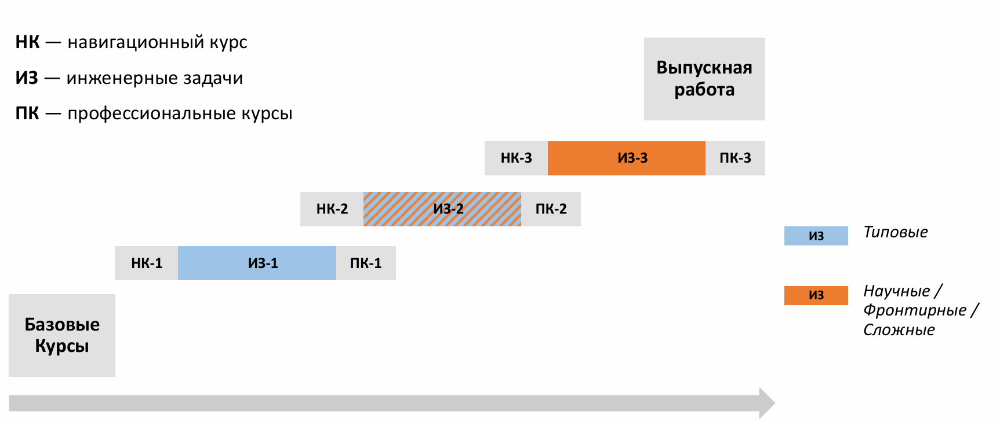 НК — навигационный курс
ИЗ — инженерные задачи
ПК — профессиональные курсы
Выпускная
работа
НК-3 ИЗ-3 ПК-3
НК-2 ИЗ-2 ПК-2
НК-1 ИЗ-1 ПК-1
Базовые
Курсы
ИЗ Типовые
ИЗ Научные /
Фронтирные /
Сложные